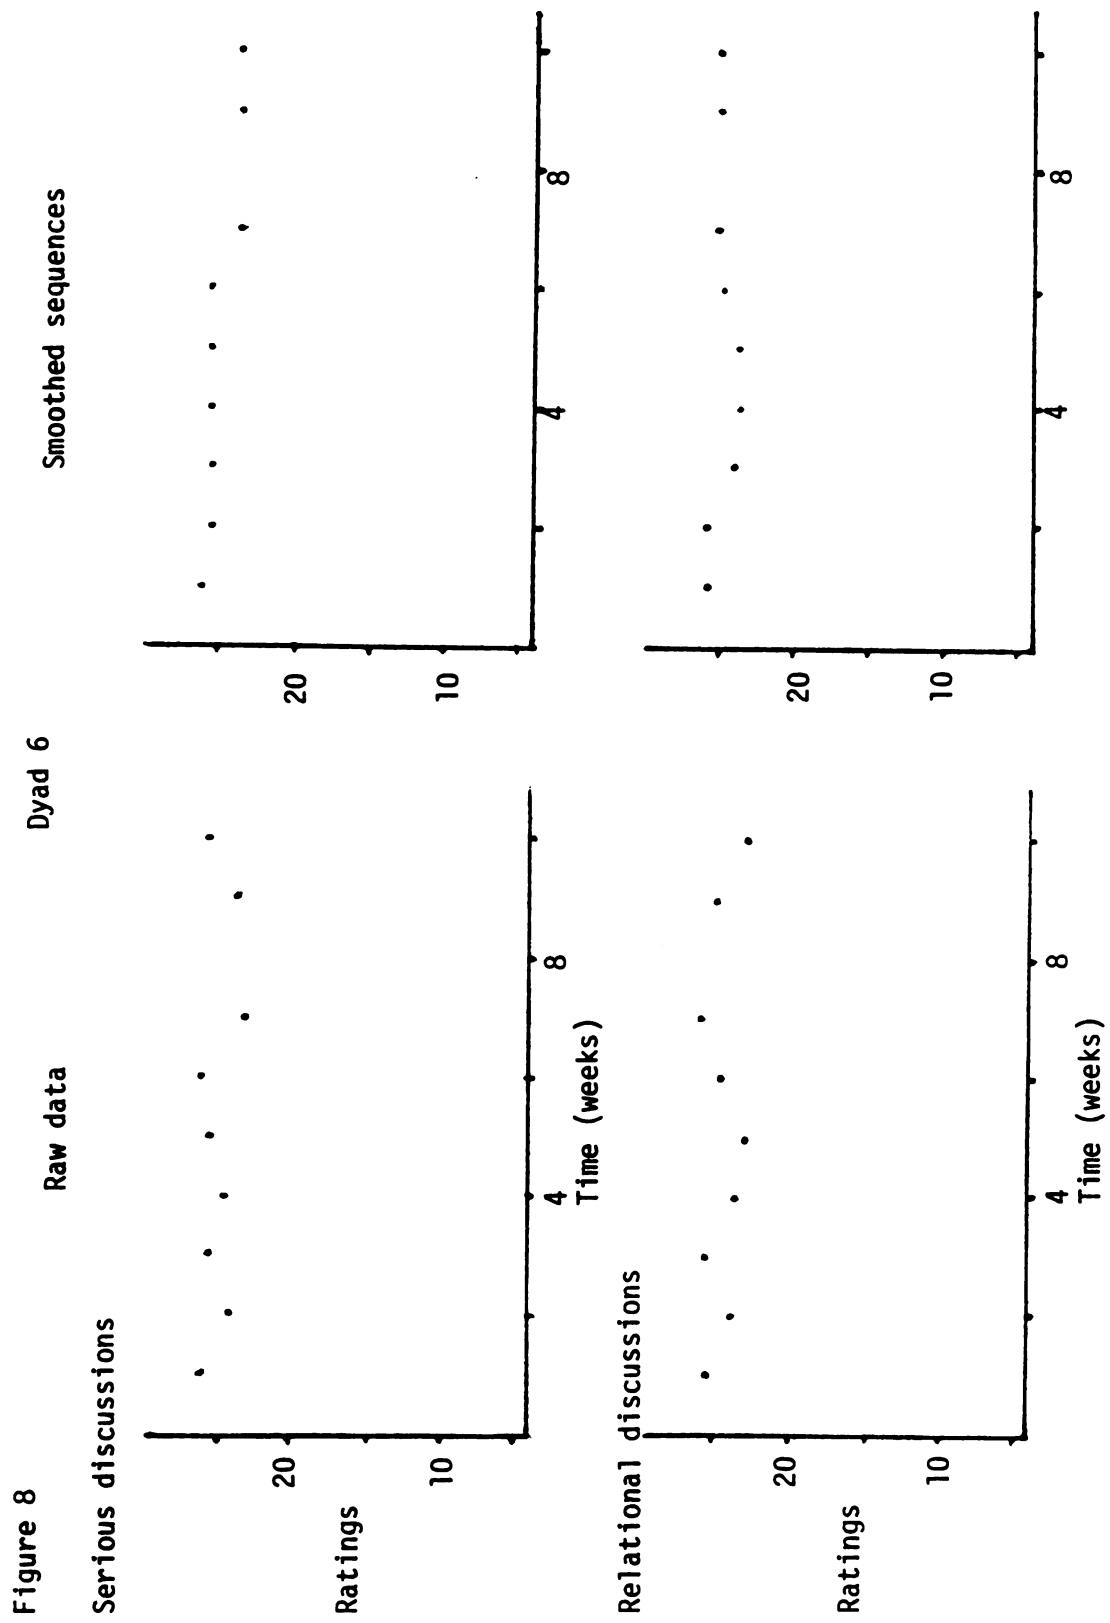 Figure 8
Dyad 6
Raw data
Smoothed sequences
Serious discussions
20
10
Ratings
4
8
Time (weeks)
20
10
4
8
Relational discussions
20
10
Ratings
4
8
Time (weeks)
20
10
4
8